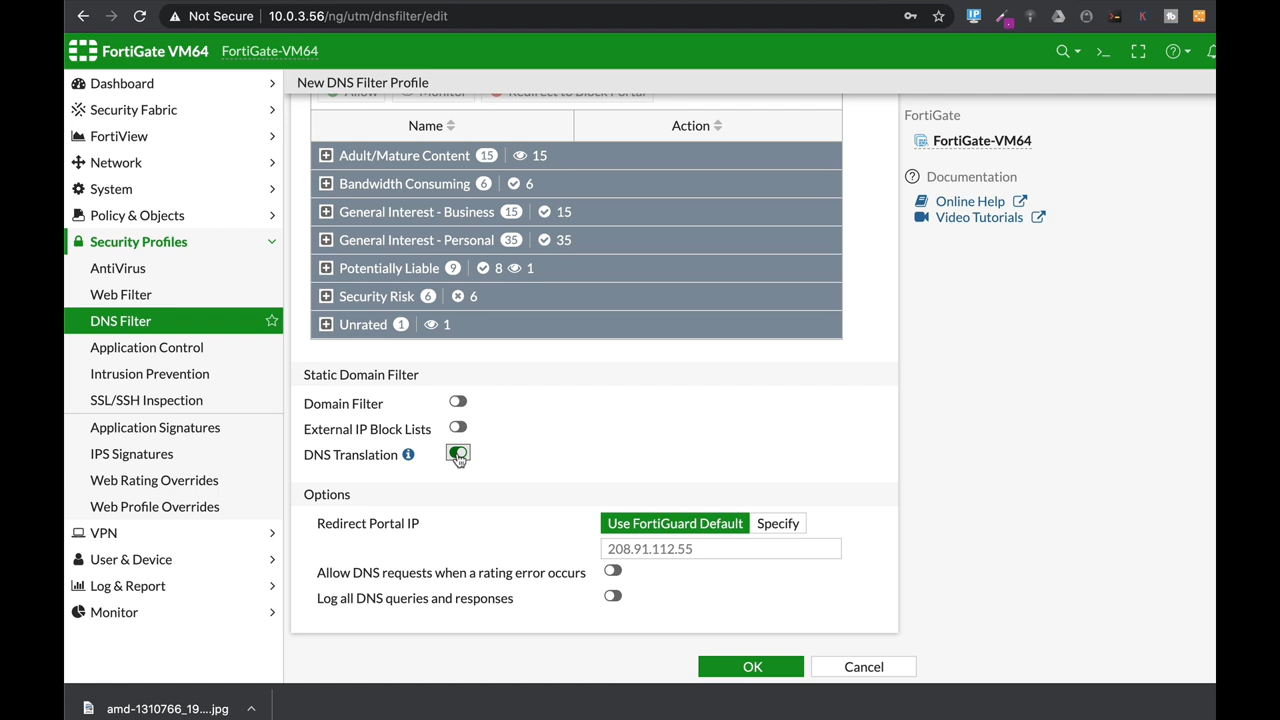 Not Secure | 10.0.3.56/ng/utm/dnsfilter/edit
FortiGate VM64 FortiGate-VM64
Dashboard
Security Fabric
FortiView
Network
System
Policy & Objects
Security Profiles
AntiVirus
Web Filter
DNS Filter
Application Control
Intrusion Prevention
SSL/SSH Inspection
Application Signatures
IPS Signatures
Web Rating Overrides
Web Profile Overrides
VPN
User & Device
Log & Report
Monitor
New DNS Filter Profile
Allow Monitor Redirect to Block Portal
Name Action
Adult/Mature Content 15 15
Bandwidth Consuming 6 6
General Interest - Business 15 15
General Interest - Personal 35 35
Potentially Liable 9 8 1
Security Risk 6 6
Unrated 1 1
Static Domain Filter
Domain Filter
External IP Block Lists
DNS Translation
Options
Redirect Portal IP Use FortiGuard Default Specify
208.91.112.55
Allow DNS requests when a rating error occurs
Log all DNS queries and responses
OK Cancel
FortiGate
FortiGate-VM64
Documentation
Online Help
Video Tutorials
amd-1310766_19....jpg